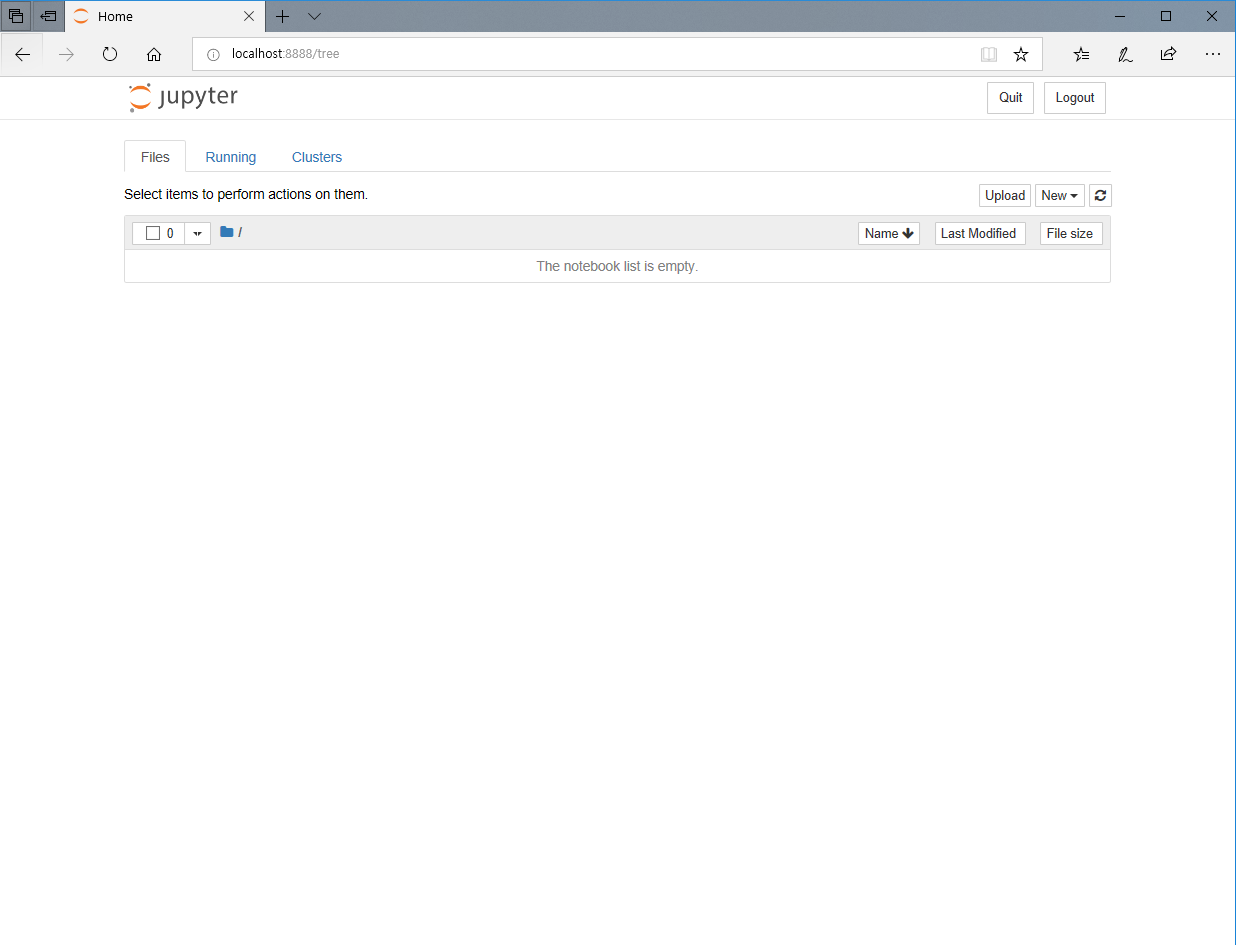 Home
localhost:8888/tree
jupyter
Quit
Logout
Files
Running
Clusters
Select items to perform actions on them.
Upload
New
0
/
Name
Last Modified
File size
The notebook list is empty.